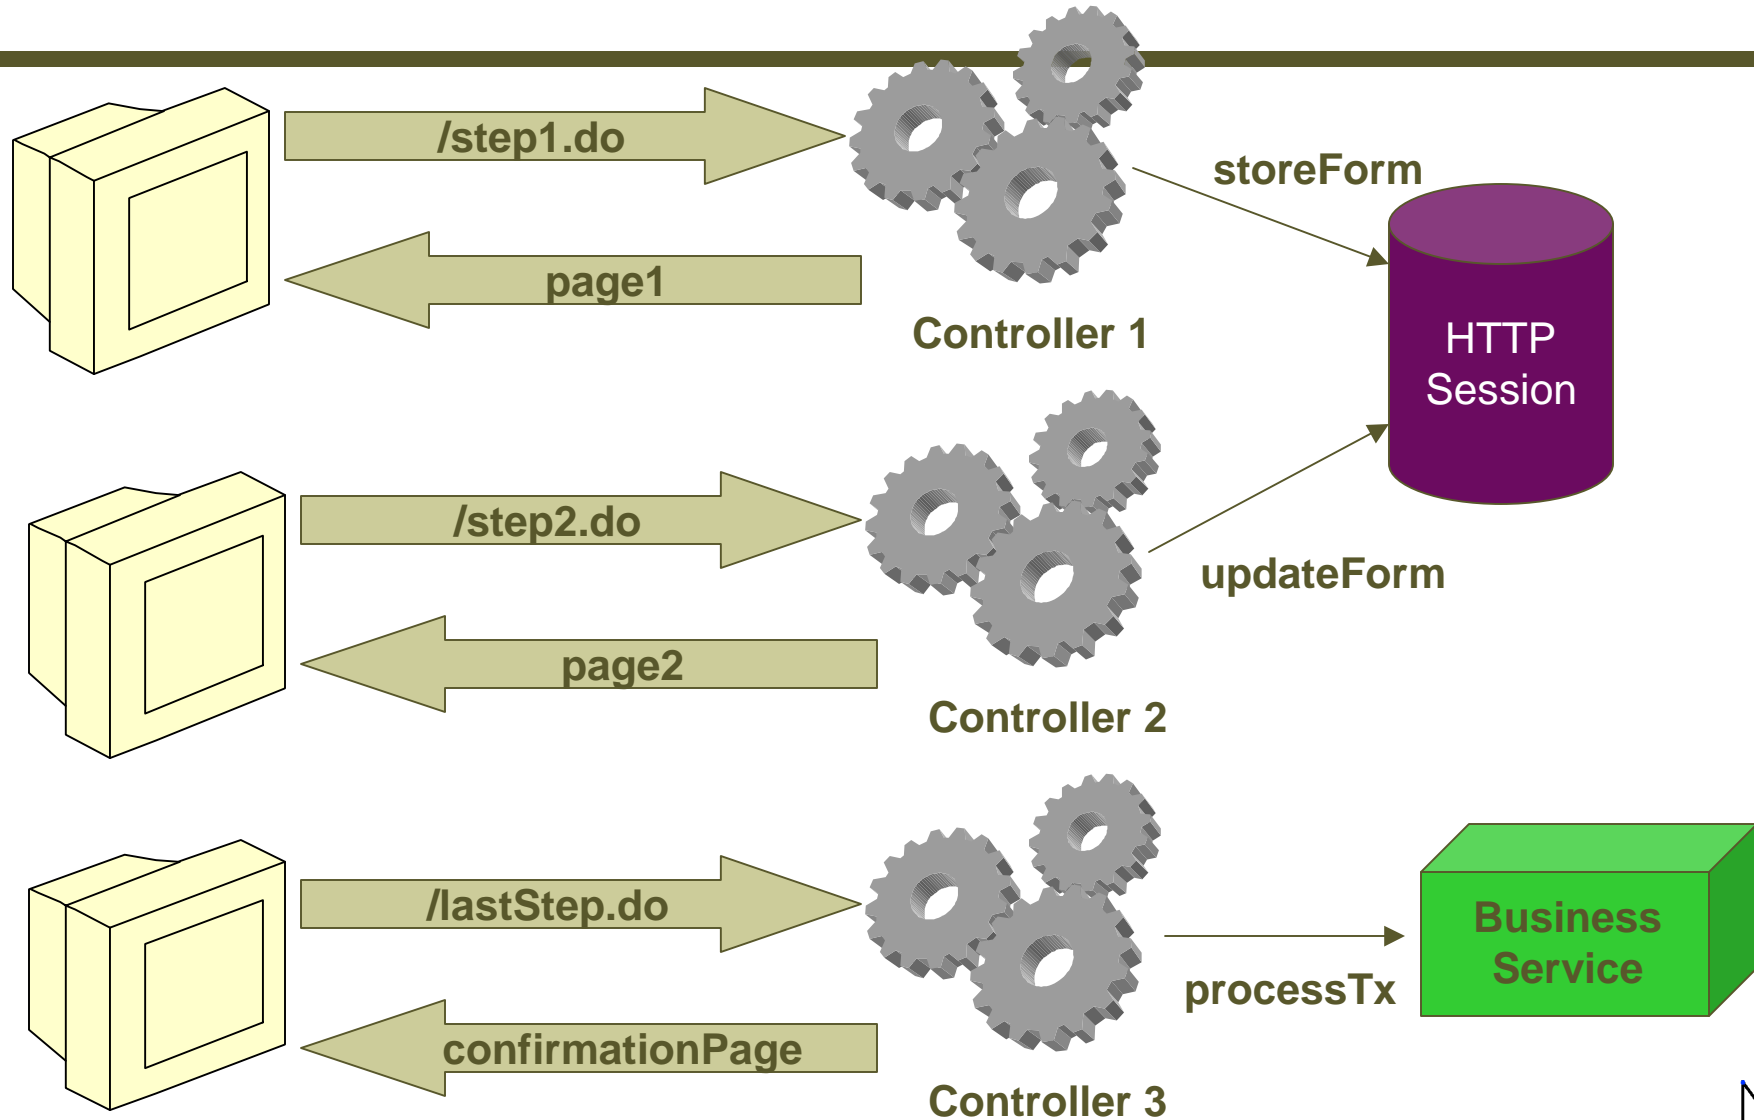 /step1.do
storeForm
page1
Controller 1
HTTP
Session
/step2.do
updateForm
page2
Controller 2
/lastStep.do
Business
Service
processTx
confirmationPage
Controller 3